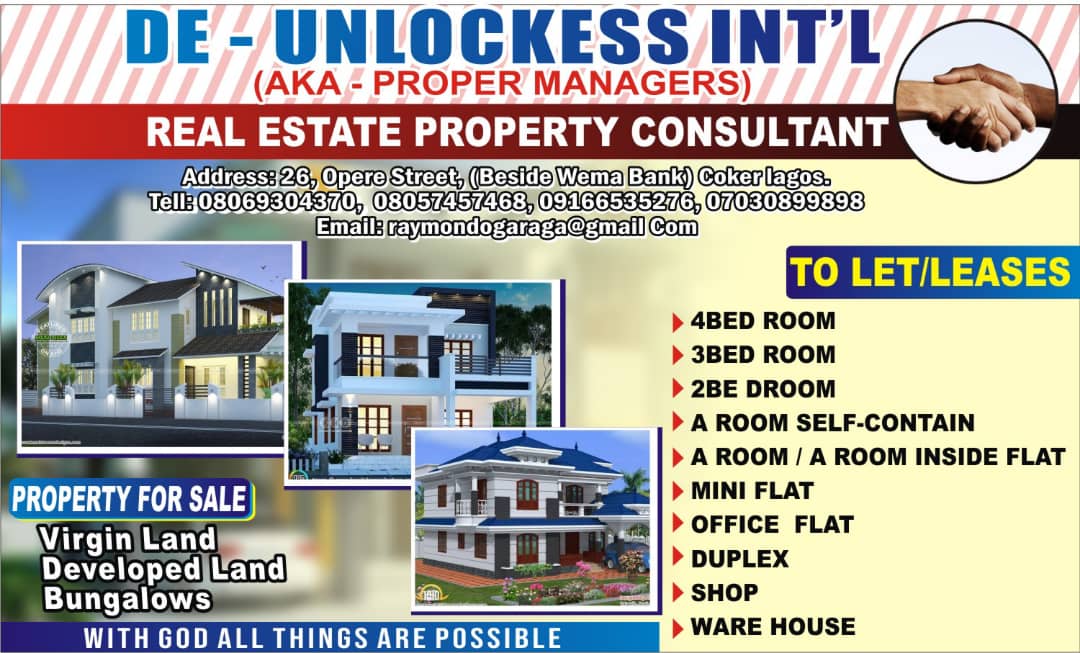 DE - UNLOCKESS INT'L
(AKA - PROPER MANAGERS)
REAL ESTATE PROPERTY CONSULTANT
Address: 26, Opere Street, (Beside Wema Bank) Coker lagos.
Tell: 08069304370, 08057457468, 09166535276, 07030899898
Email: raymondogaraga@gmail Com
TO LET/LEASES
4BED ROOM
3BED ROOM
2BE DROOM
A ROOM SELF-CONTAIN
A ROOM / A ROOM INSIDE FLAT
MINI FLAT
OFFICE FLAT
DUPLEX
SHOP
WARE HOUSE
PROPERTY FOR SALE
Virgin Land
Developed Land
Bungalows
WITH GOD ALL THINGS ARE POSSIBLE